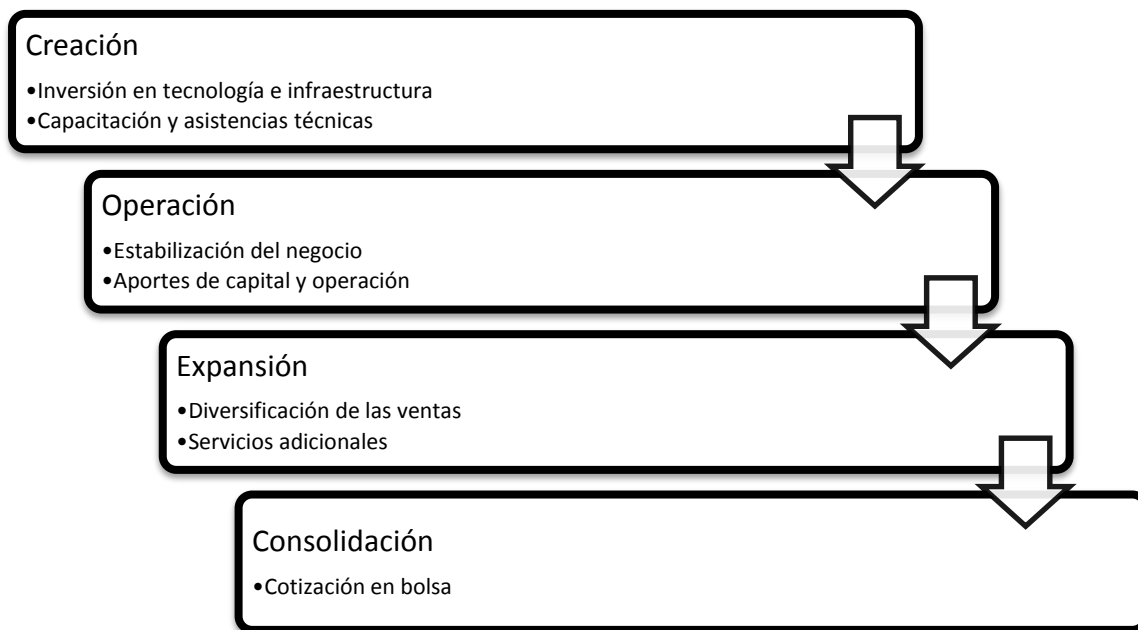 Creación
•Inversión en tecnología e infraestructura
•Capacitación y asistencias técnicas
Operación
•Estabilización del negocio
•Aportes de capital y operación
Expansión
•Diversificación de las ventas
•Servicios adicionales
Consolidación
•Cotización en bolsa